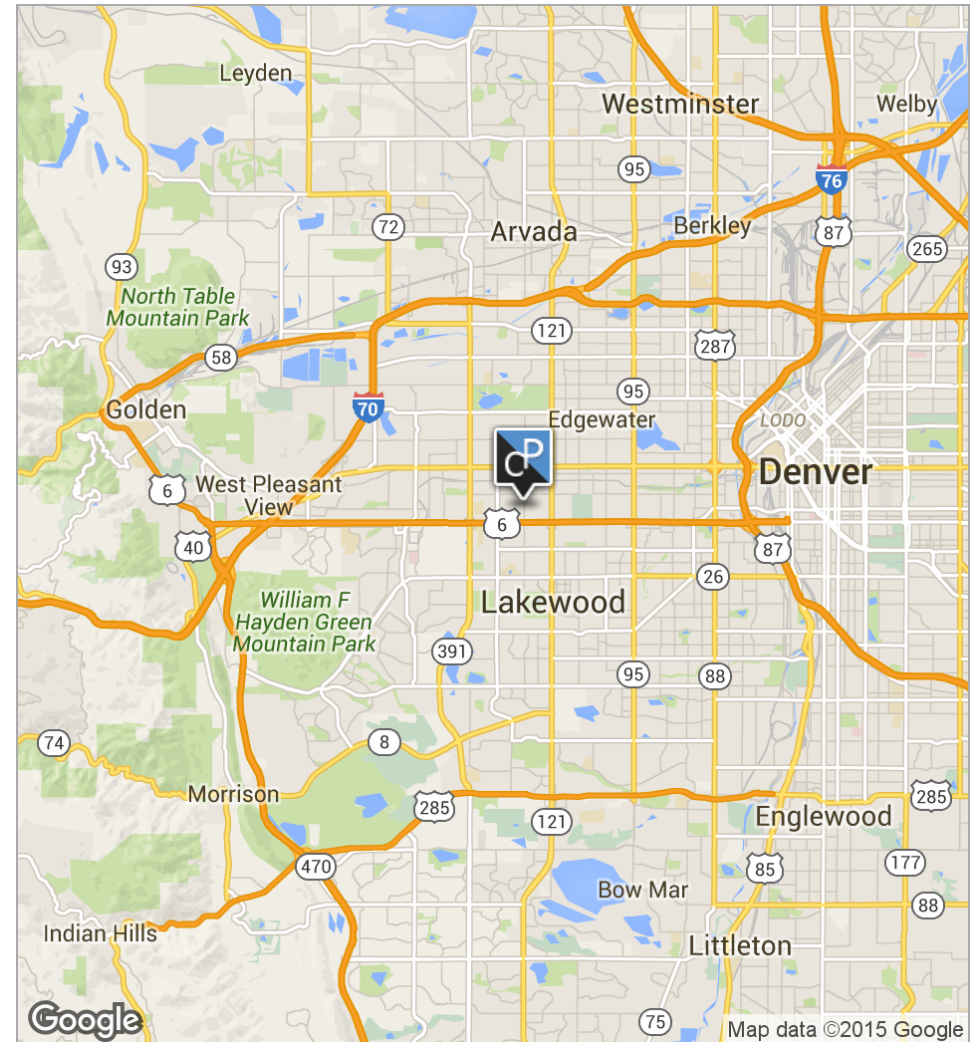 Leyden
Westminster
Welby
95
76
72
Arvada
Berkley
87
265
93
North Table
Mountain Park
58
121
287
70
95
Golden
Edgewater
LODO
CP
Denver
6
West Pleasant
View
6
40
87
26
William F
Hayden Green
Mountain Park
Lakewood
391
95
88
74
8
Morrison
285
285
121
Englewood
470
85
177
Bow Mar
88
Indian Hills
Littleton
Google
75
Map data ©2015 Google